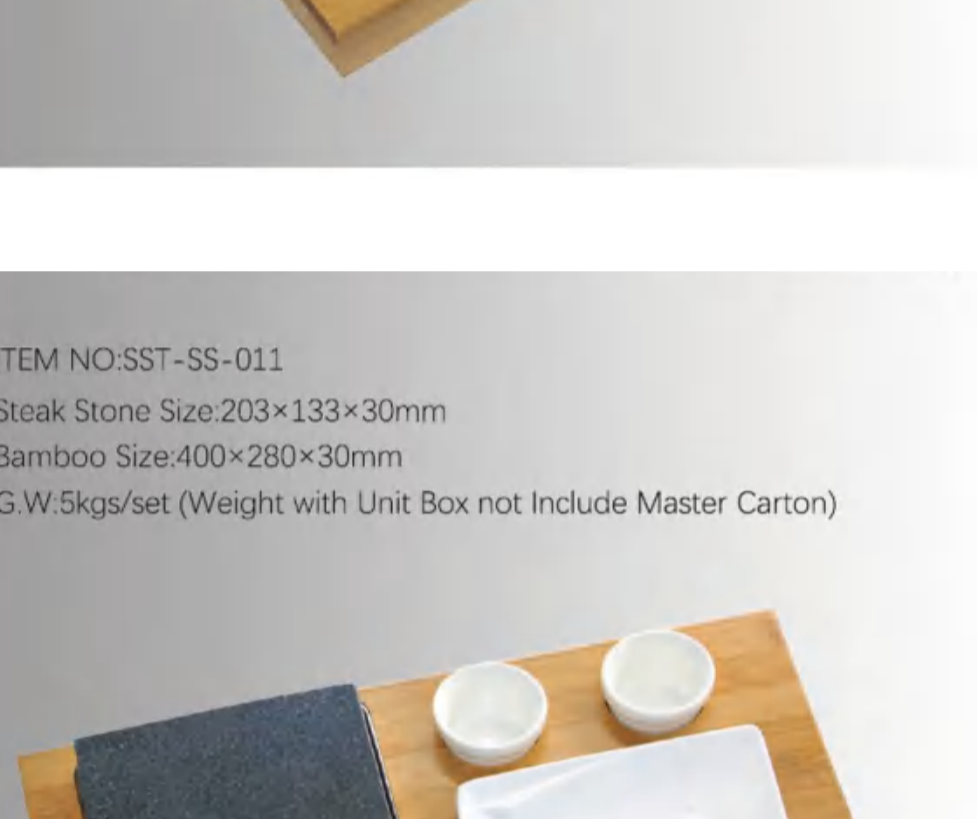 ITEM NO:SST-SS-011
Steak Stone Size:203×133×30mm
Bamboo Size:400×280×30mm
G.W:5kgs/set (Weight with Unit Box not Include Master Carton)